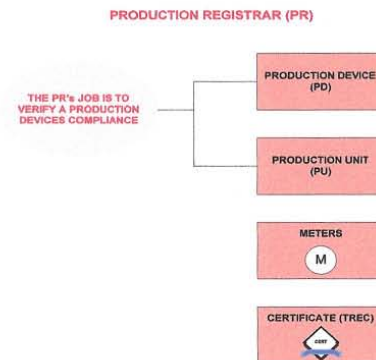 PRODUCTION REGISTRAR (PR)
THE PR's JOB IS TO
VERIFY A PRODUCTION
DEVICES COMPLIANCE
PRODUCTION DEVICE
(PD)
PRODUCTION UNIT
(PU)
METERS
M
CERTIFICATE (TREC)
CERT